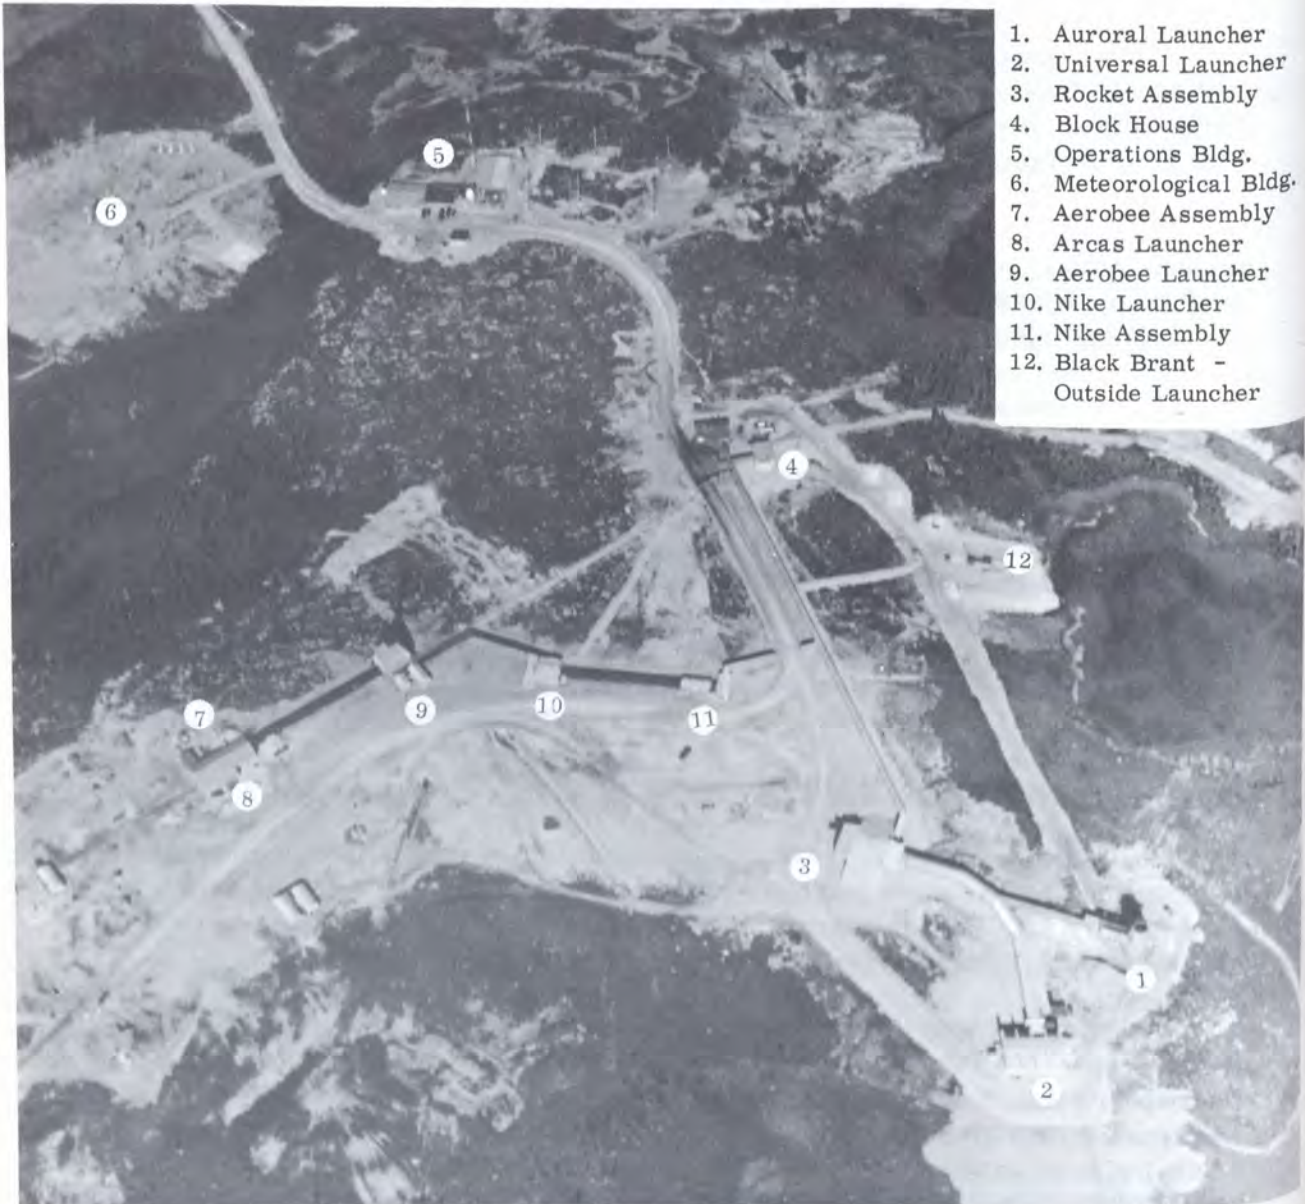 1. Auroral Launcher
2. Universal Launcher
3. Rocket Assembly
4. Block House
5. Operations Bldg.
6. Meteorological Bldg.
7. Aerobee Assembly
8. Arcas Launcher
9. Aerobee Launcher
10. Nike Launcher
11. Nike Assembly
12. Black Brant -
Outside Launcher
5
6
4
12
7
9
10
11
8
3
1
2